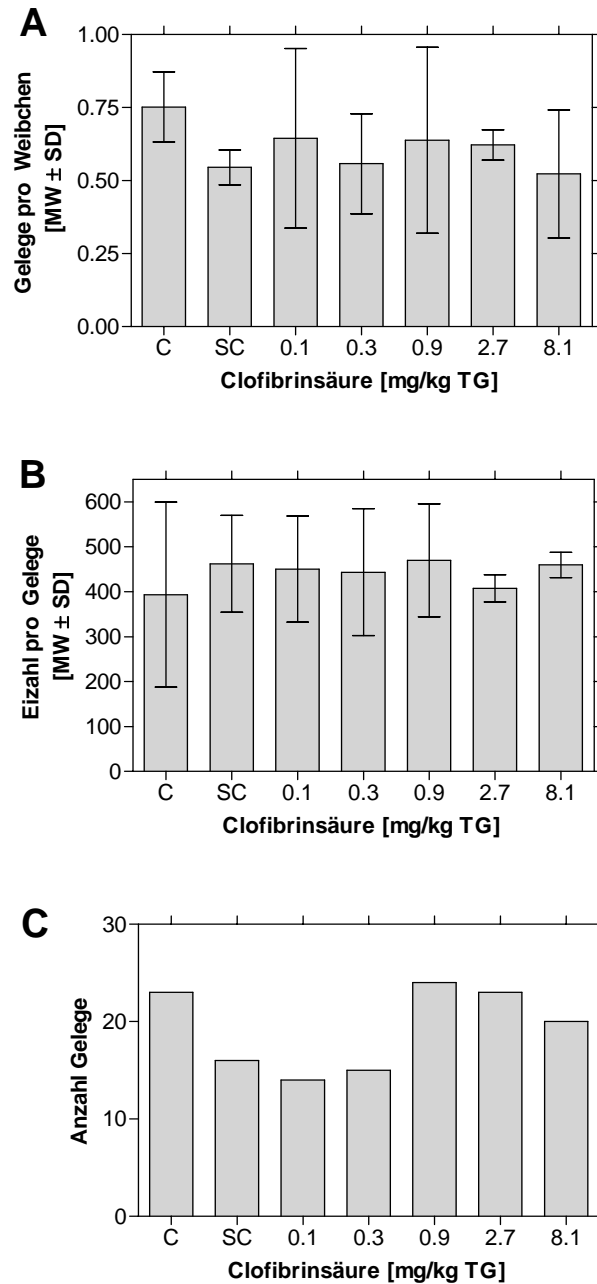 A
Gelege pro Weibchen
[MW ± SD]
1.00
0.75
0.50
0.25
0.00
C SC 0.1 0.3 0.9 2.7 8.1
Clofibrinsäure [mg/kg TG]
B
Eizahl pro Gelege
[MW ± SD]
600
500
400
300
200
100
0
C SC 0.1 0.3 0.9 2.7 8.1
Clofibrinsäure [mg/kg TG]
C
Anzahl Gelege
30
20
10
0
C SC 0.1 0.3 0.9 2.7 8.1
Clofibrinsäure [mg/kg TG]